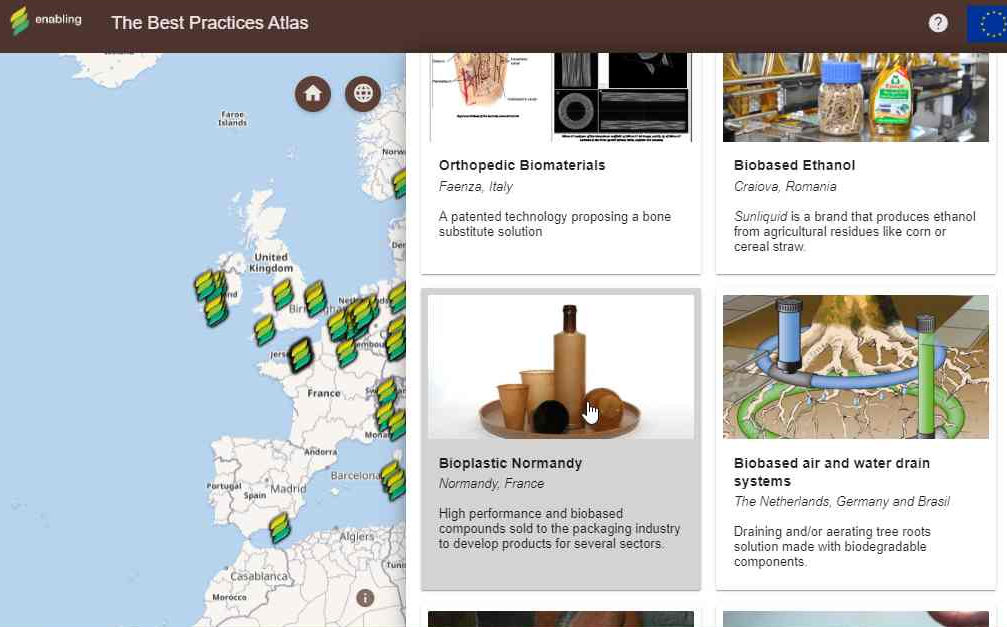 enabling
The Best Practices Atlas
?
Faroe
Islands
Norw
United
Kingdom
Birmingham
Jers
France
Andorra
Monac
Barcelona
Portugal
Spain
Madrid
Algiers
Tunis
Casablanca
Morocco
i
Orthopedic Biomaterials
Faenza, Italy
A patented technology proposing a bone
substitute solution
Biobased Ethanol
Craiova, Romania
Sunliquid is a brand that produces ethanol
from agricultural residues like corn or
cereal straw.
Bioplastic Normandy
Normandy, France
High performance and biobased
compounds sold to the packaging industry
to develop products for several sectors.
Biobased air and water drain
systems
The Netherlands, Germany and Brasil
Draining and/or aerating tree roots
solution made with biodegradable
components.